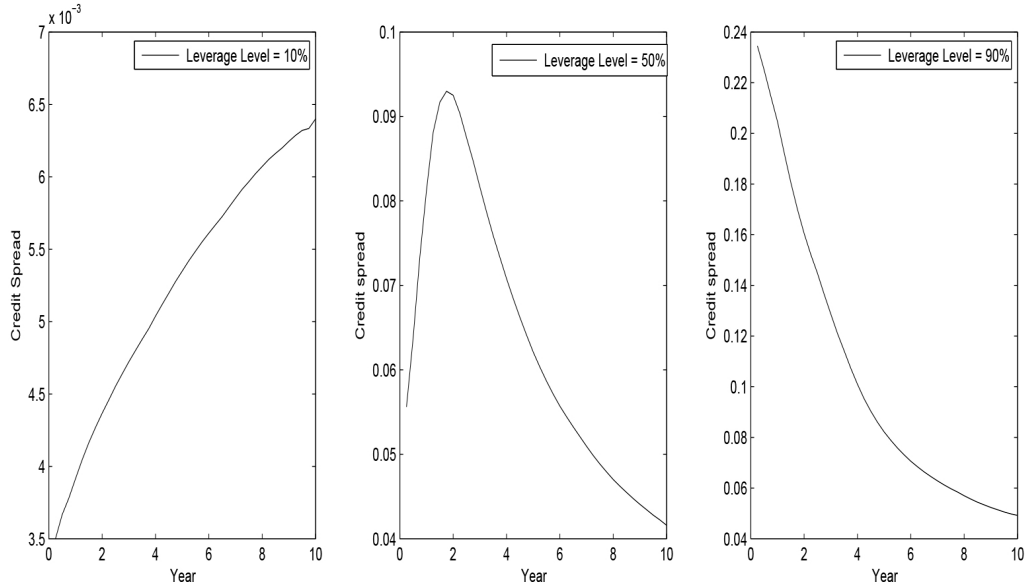 x 10⁻³
7
6.5
6
5.5
5
4.5
4
3.5
0 2 4 6 8 10
Year
Credit Spread
Leverage Level = 10%
0.1
0.09
0.08
0.07
0.06
0.05
0.04
0 2 4 6 8 10
Year
Credit spread
Leverage Level = 50%
0.24
0.22
0.2
0.18
0.16
0.14
0.12
0.1
0.08
0.06
0.04
0 2 4 6 8 10
Year
Credit spread
Leverage Level = 90%